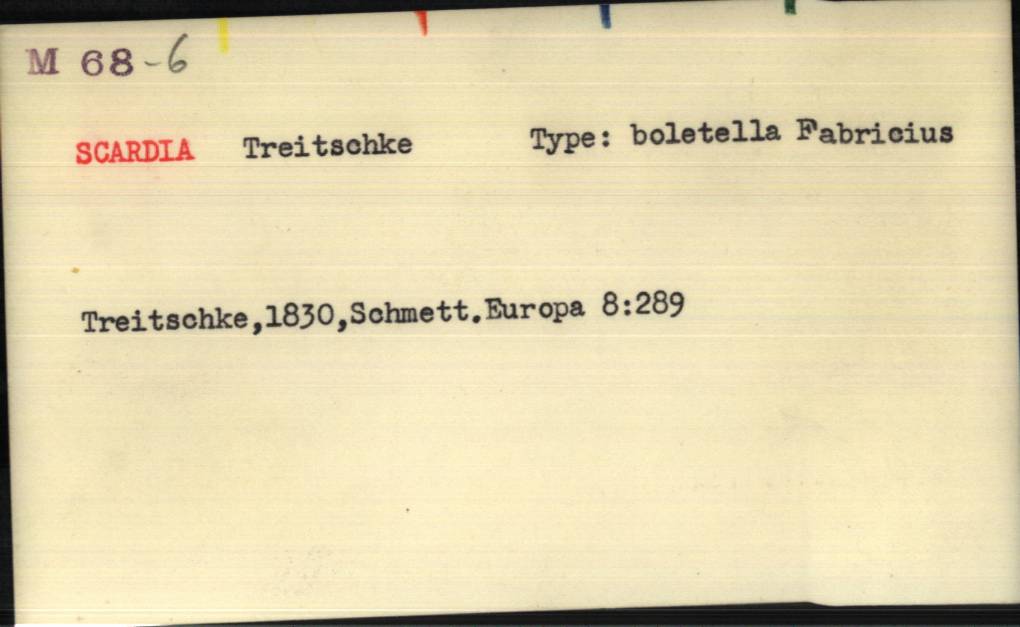 M 68-6
SCARDIA Treitschke Type: boletella Fabricius
Treitschke,1830,Schmett.Europa 8:289